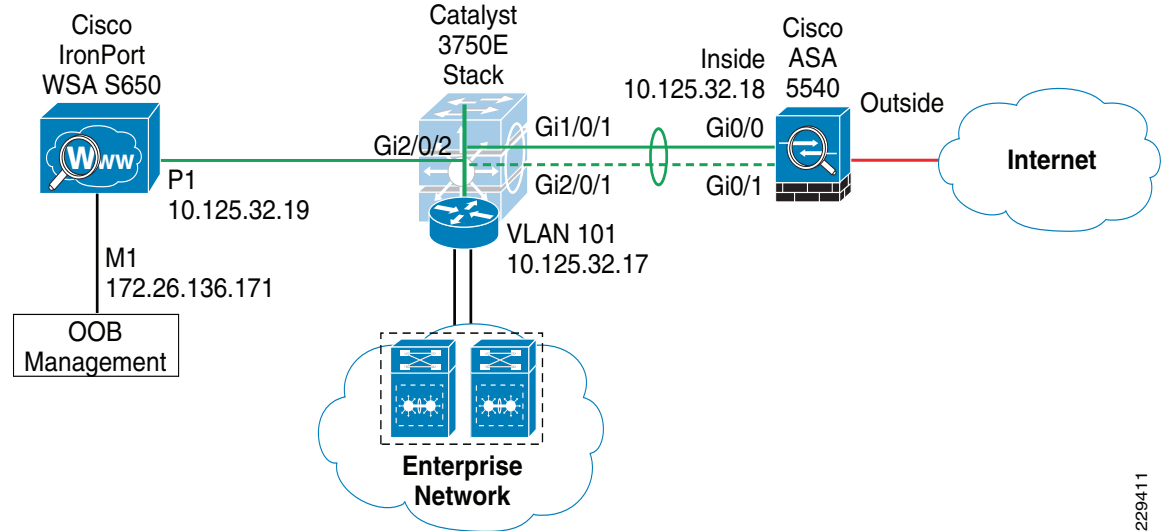 Cisco
IronPort
WSA S650
Www
P1
10.125.32.19
M1
172.26.136.171
OOB
Management
Catalyst
3750E
Stack
Gi2/0/2
Gi1/0/1
Gi2/0/1
VLAN 101
10.125.32.17
Inside
10.125.32.18
Gi0/0
Gi0/1
Cisco
ASA
5540
Outside
Internet
Enterprise
Network
229411